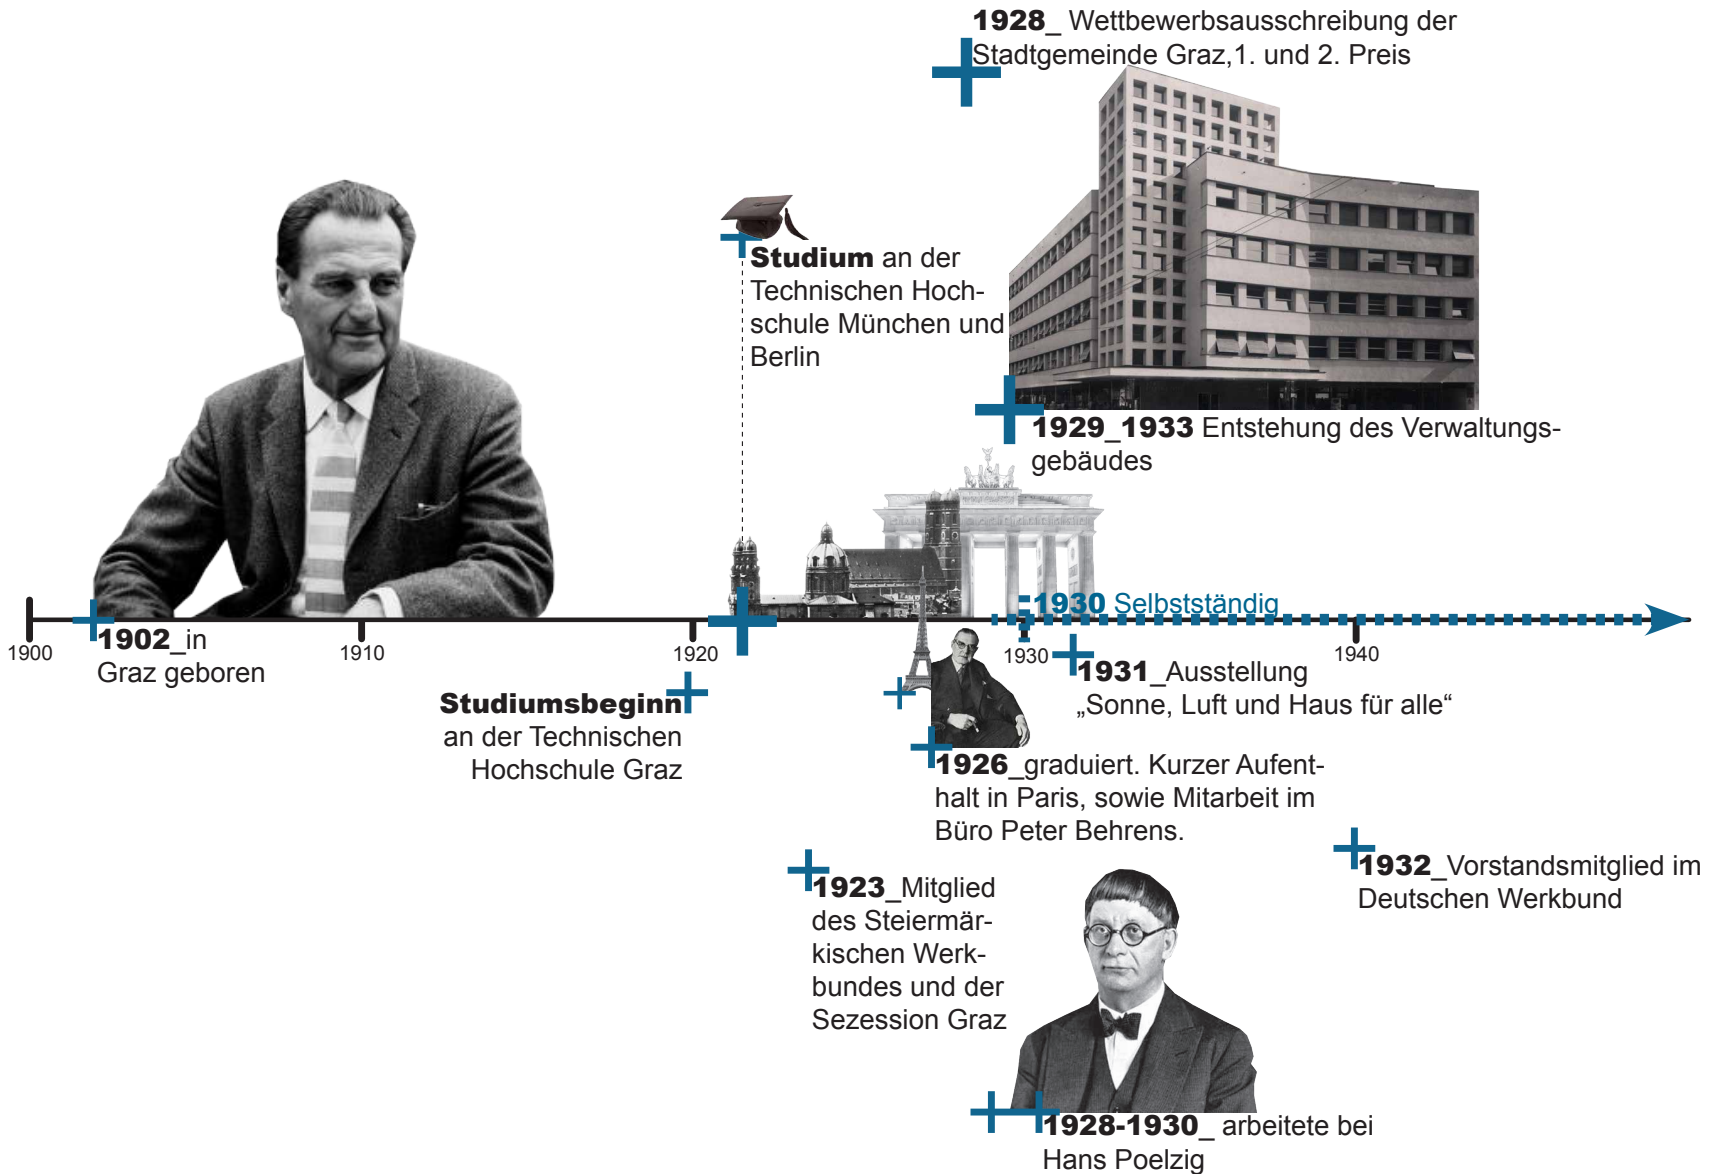 1928_ Wettbewerbsausschreibung der
Stadtgemeinde Graz,1. und 2. Preis
Studium an der
Technischen Hoch-
schule München und
Berlin
1929_1933 Entstehung des Verwaltungs-
gebäudes
1930 Selbstständig
1900
1910
1920
1930
1940
1902_in
Graz geboren
Studiumsbeginn
an der Technischen
Hochschule Graz
1931_Ausstellung
„Sonne, Luft und Haus für alle“
1926_graduiert. Kurzer Aufent-
halt in Paris, sowie Mitarbeit im
Büro Peter Behrens.
1923_Mitglied
des Steiermär-
kischen Werk-
bundes und der
Sezession Graz
1932_Vorstandsmitglied im
Deutschen Werkbund
1928-1930_ arbeitete bei
Hans Poelzig